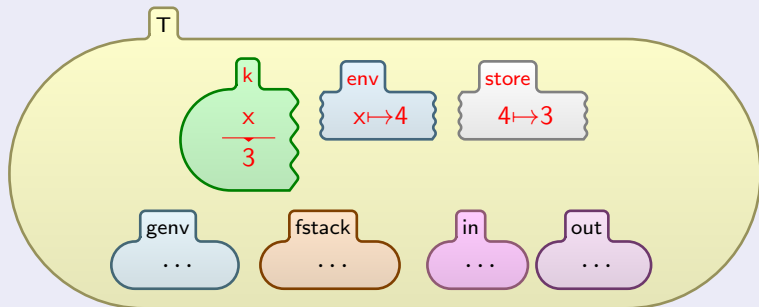 T
k env store
x x↦4 4↦3
3
genv fstack in out
... ... ... ...